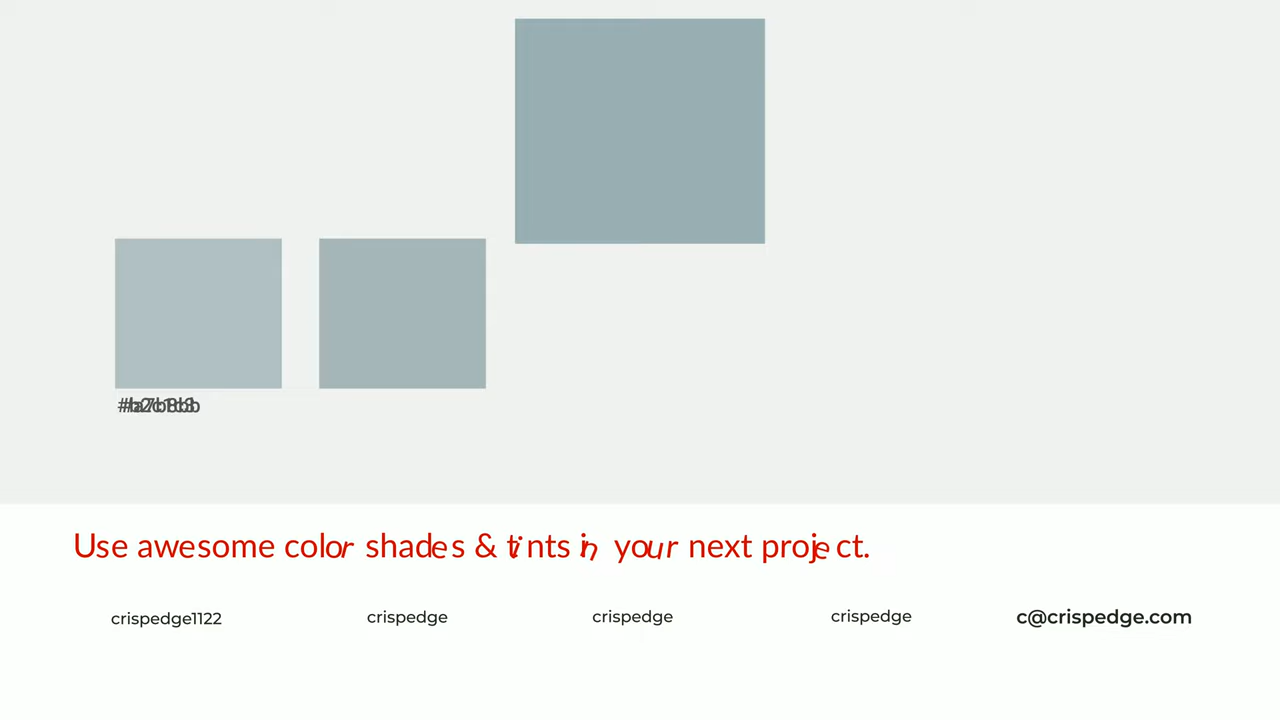 Use awesome color shades & tints in your next project.
crispedge1122 crispedge crispedge crispedge c@crispedge.com